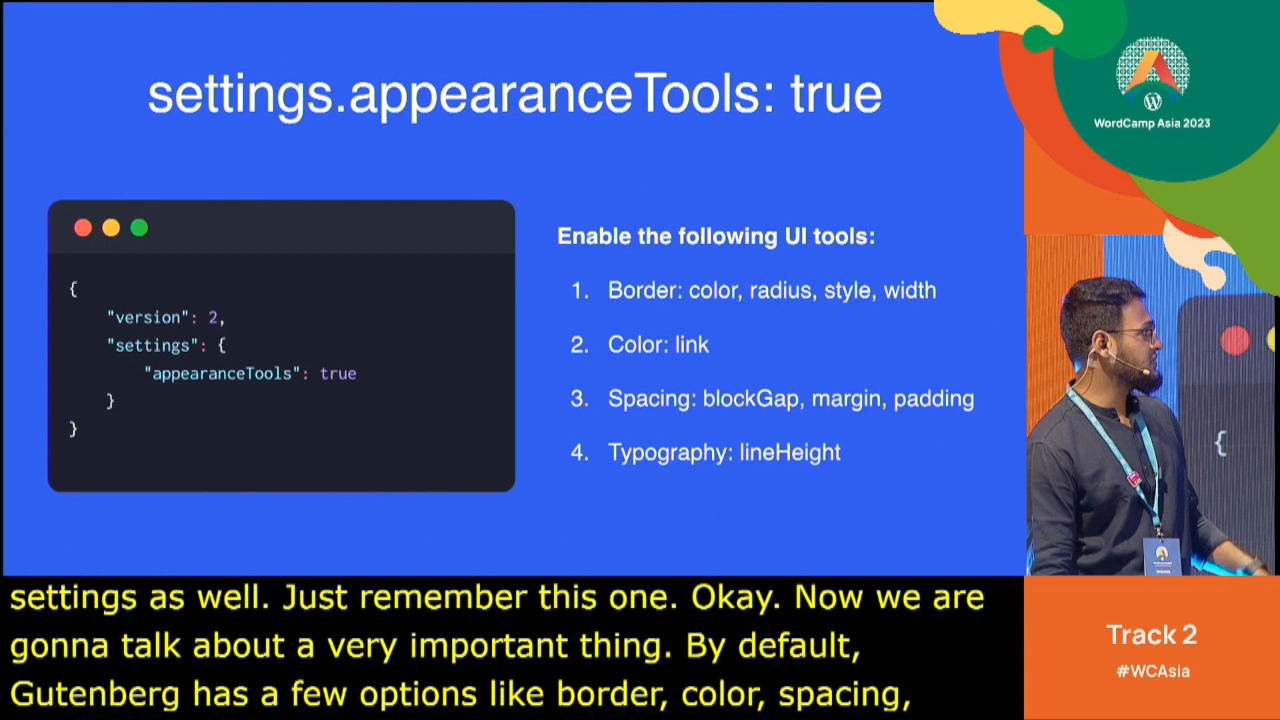 settings.appearanceTools: true
{
"version": 2,
"settings": {
"appearanceTools": true
}
}
Enable the following UI tools:
1. Border: color, radius, style, width
2. Color: link
3. Spacing: blockGap, margin, padding
4. Typography: lineHeight
WordCamp Asia 2023
{
settings as well. Just remember this one. Okay. Now we are
gonna talk about a very important thing. By default,
Gutenberg has a few options like border, color, spacing,
Track 2
#WCAsia